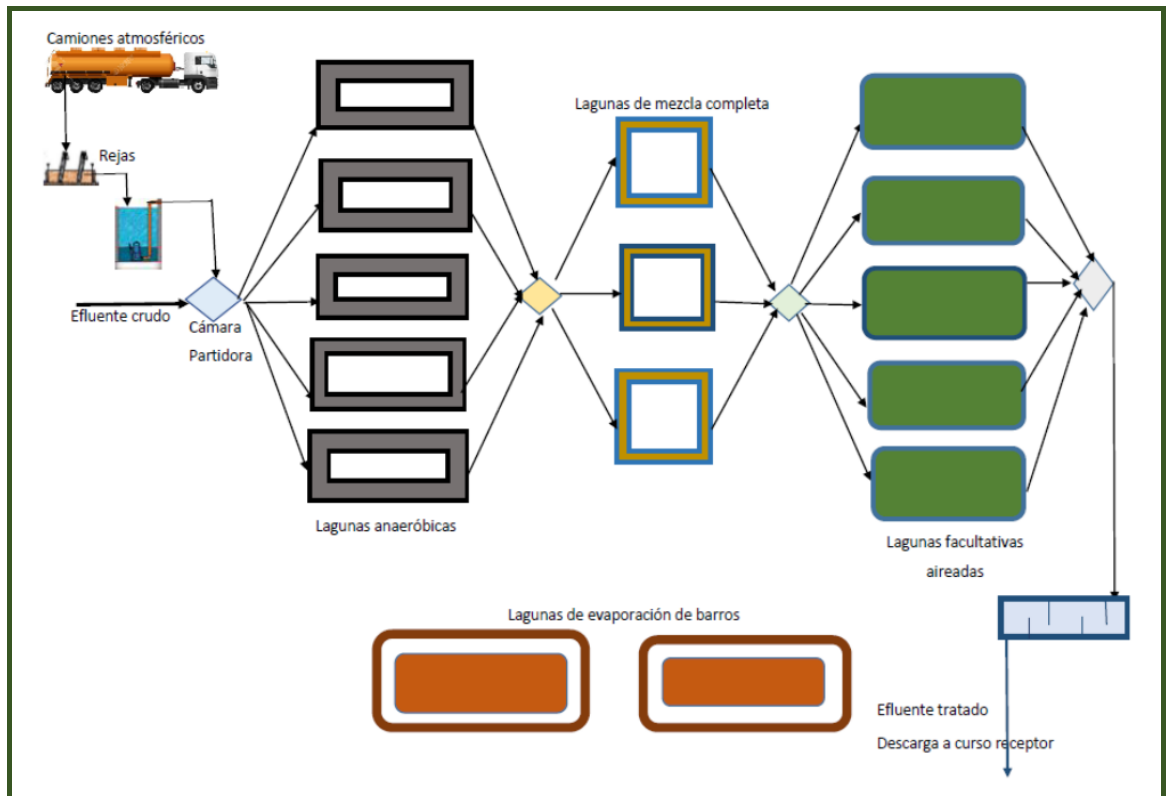 Camiones atmosféricos
Rejas
Efluente crudo
Cámara
Partidora
Lagunas anaeróbicas
Lagunas de mezcla completa
Lagunas facultativas
aireadas
Lagunas de evaporación de barros
Efluente tratado
Descarga a curso receptor